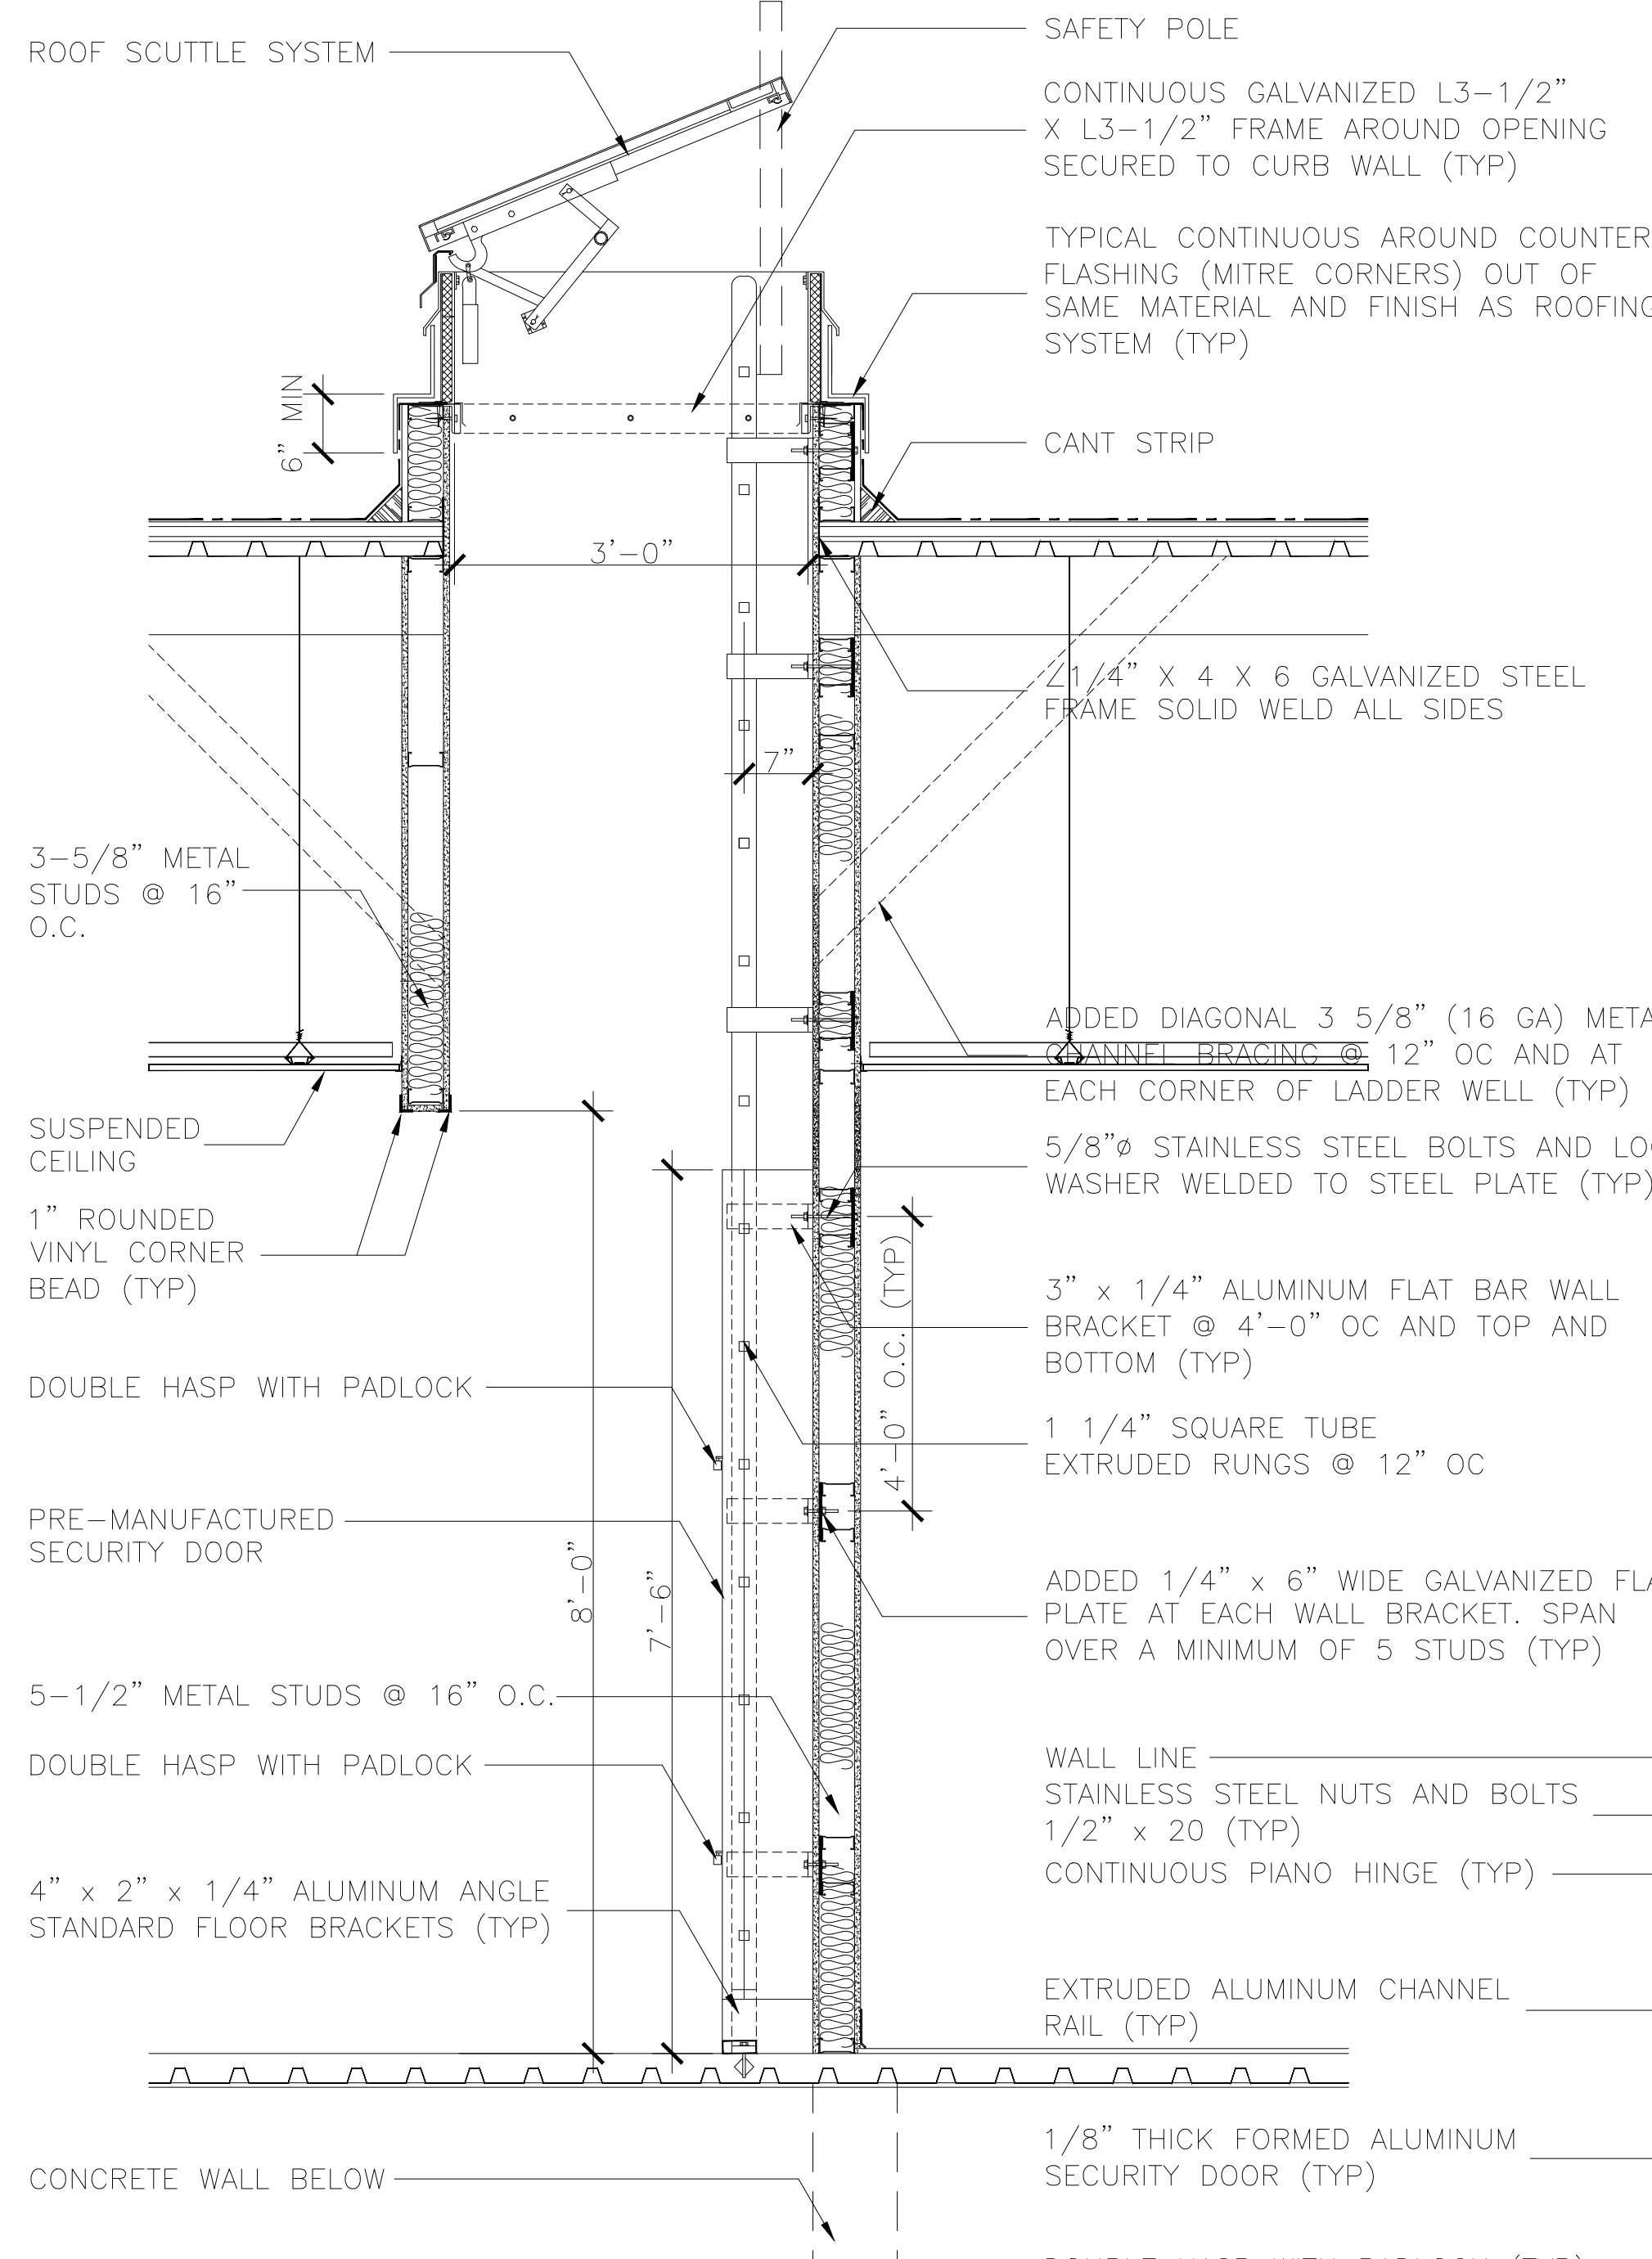 ROOF SCUTTLE SYSTEM
SAFETY POLE
CONTINUOUS GALVANIZED L3-1/2"
X L3-1/2" FRAME AROUND OPENING
SECURED TO CURB WALL (TYP)
TYPICAL CONTINUOUS AROUND COUNTER
FLASHING (MITRE CORNERS) OUT OF
SAME MATERIAL AND FINISH AS ROOFING
SYSTEM (TYP)
6" MIN
CANT STRIP
3'-0"
∠1/4" X 4 X 6 GALVANIZED STEEL
FRAME SOLID WELD ALL SIDES
7"
3-5/8" METAL
STUDS @ 16"
O.C.
ADDED DIAGONAL 3 5/8" (16 GA) META
CHANNEL BRACING @ 12" OC AND AT
EACH CORNER OF LADDER WELL (TYP)
SUSPENDED
CEILING
5/8"ø STAINLESS STEEL BOLTS AND LO
WASHER WELDED TO STEEL PLATE (TYP)
1" ROUNDED
VINYL CORNER
BEAD (TYP)
3" x 1/4" ALUMINUM FLAT BAR WALL
BRACKET @ 4'-0" OC AND TOP AND
BOTTOM (TYP)
4'-0" O.C. (TYP)
DOUBLE HASP WITH PADLOCK
1 1/4" SQUARE TUBE
EXTRUDED RUNGS @ 12" OC
PRE-MANUFACTURED
SECURITY DOOR
8'-0"
7'-6"
ADDED 1/4" x 6" WIDE GALVANIZED FLA
PLATE AT EACH WALL BRACKET. SPAN
OVER A MINIMUM OF 5 STUDS (TYP)
5-1/2" METAL STUDS @ 16" O.C.
DOUBLE HASP WITH PADLOCK
WALL LINE
STAINLESS STEEL NUTS AND BOLTS
1/2" x 20 (TYP)
CONTINUOUS PIANO HINGE (TYP)
4" x 2" x 1/4" ALUMINUM ANGLE
STANDARD FLOOR BRACKETS (TYP)
EXTRUDED ALUMINUM CHANNEL
RAIL (TYP)
1/8" THICK FORMED ALUMINUM
SECURITY DOOR (TYP)
CONCRETE WALL BELOW